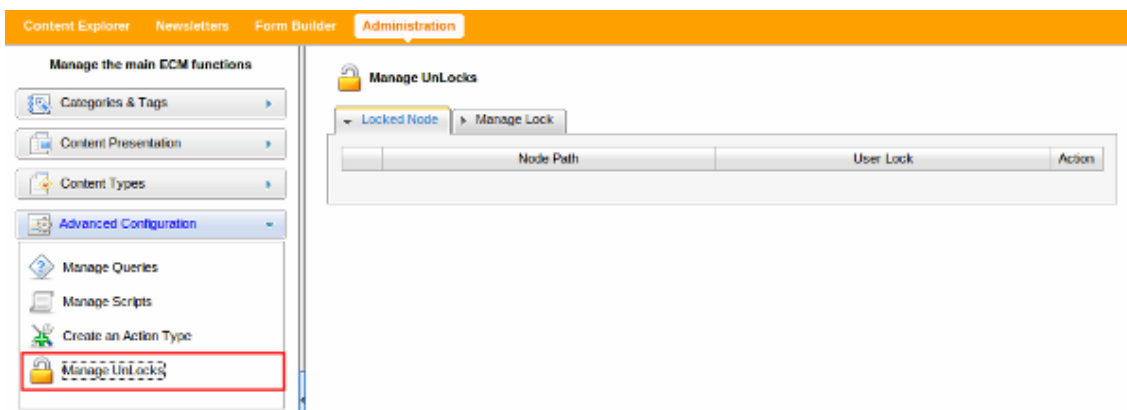 Content Explorer Newsletters Form Builder Administration
Manage the main ECM functions
Categories & Tags
Content Presentation
Content Types
Advanced Configuration
Manage Queries
Manage Scripts
Create an Action Type
Manage UnLocks
Manage UnLocks
Locked Node Manage Lock
Node Path User Lock Action